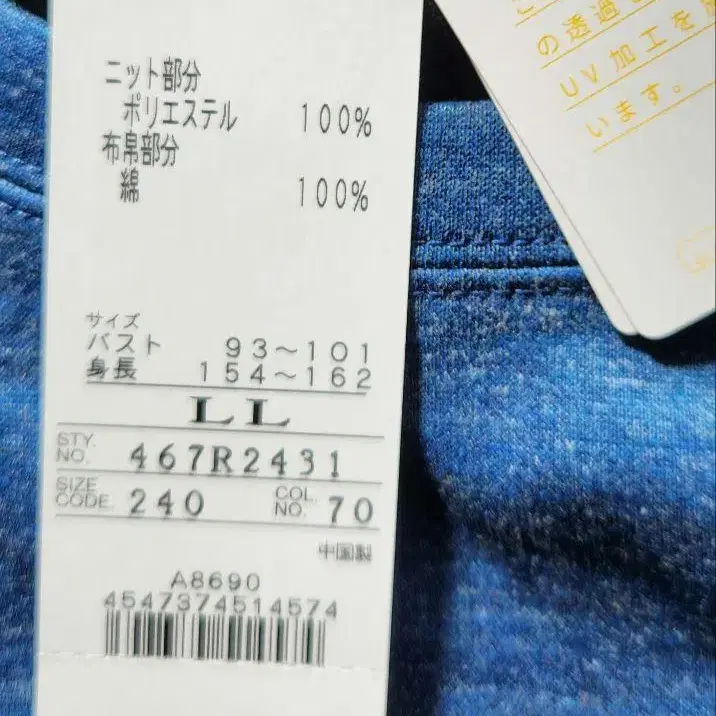 ニット部分
ポリエステル 100%
布帛部分
綿 100%
サイズ
バスト 93〜101
身長 154〜162
LL
STY. NO. 467R2431
SIZE CODE. 240 COL. NO. 70
中国製
A8690
4547374514574
の透過
UV加工を
います。